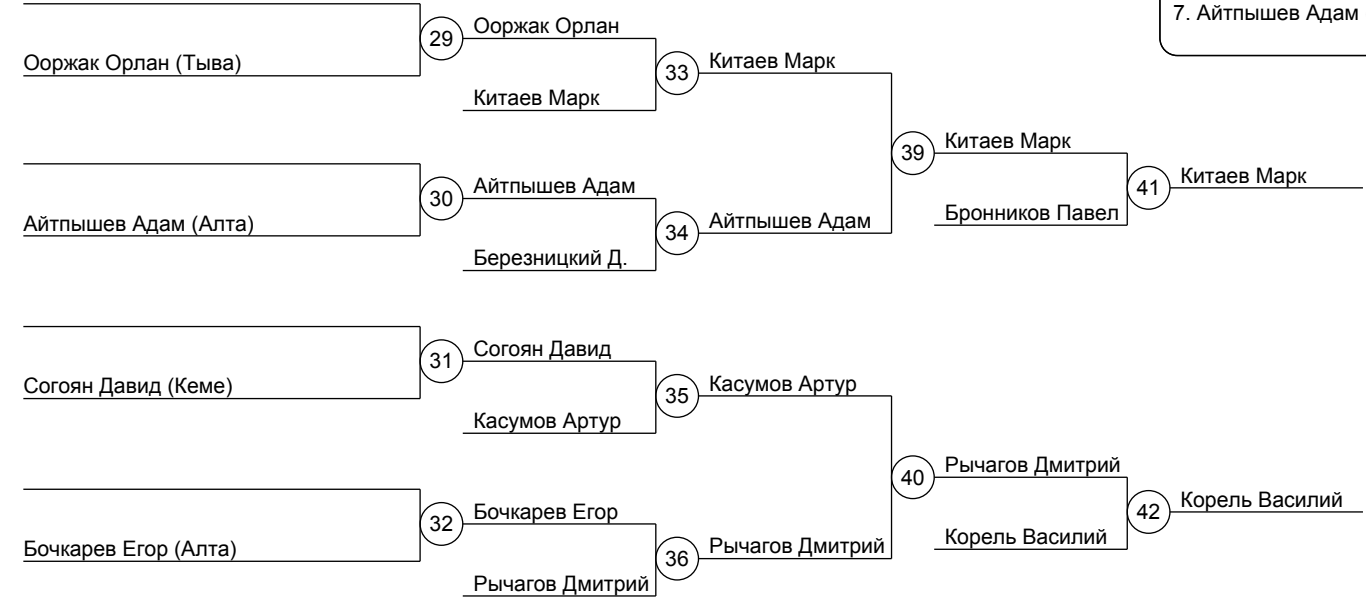 7. Айтпышев Адам
29
Ооржак Орлан
Ооржак Орлан (Тыва)
33
Китаев Марк
Китаев Марк
39
Китаев Марк
30
Айтпышев Адам
41
Китаев Марк
Айтпышев Адам (Алта)
34
Айтпышев Адам
Бронников Павел
Березницкий Д.
31
Согоян Давид
Согоян Давид (Кеме)
35
Касумов Артур
Касумов Артур
40
Рычагов Дмитрий
32
Бочкарев Егор
42
Корель Василий
Бочкарев Егор (Алта)
36
Рычагов Дмитрий
Корель Василий
Рычагов Дмитрий